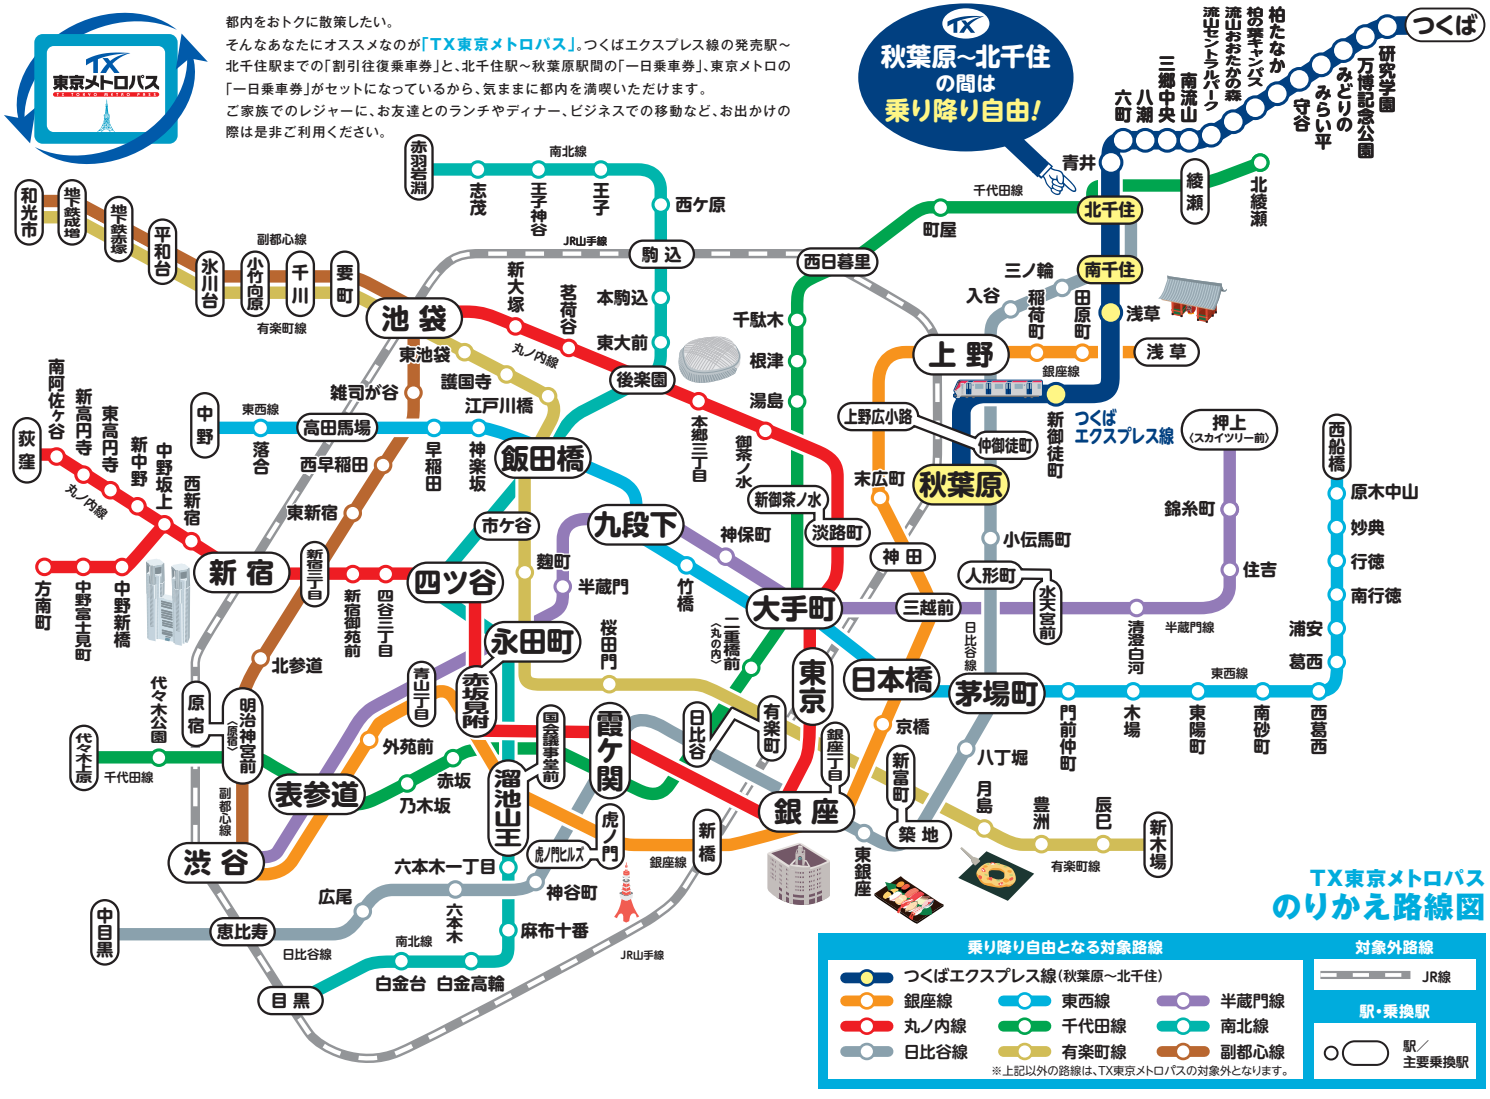 TX
東京メトロパス
TX TOKYO METRO PASS
都内をおトクに散策したい。
そんなあなたにオススメなのが「TX東京メトロパス」。つくばエクスプレス線の発売駅~
北千住駅までの「割引往復乗車券」と、北千住駅~秋葉原駅間の「一日乗車券」、東京メトロの
「一日乗車券」がセットになっているから、気ままに都内を満喫いただけます。
ご家族でのレジャーに、お友達とのランチやディナー、ビジネスでの移動など、お出かけの
際は是非ご利用ください。
TX
秋葉原~北千住
の間は
乗り降り自由!
つくば
研究学園
万博記念公園
みどりの
みらい平
守谷
柏たなか
柏の葉キャンパス
流山おおたかの森
流山セントラルパーク
南流山
三郷中央
八潮
六町
青井
北千住
南千住
浅草
新御徒町
つくば
エクスプレス線
秋葉原
北綾瀬
綾瀬
千代田線
町屋
西日暮里
千駄木
根津
湯島
新御茶ノ水
大手町
二重橋前
〈丸の内〉
日比谷
霞ケ関
国会議事堂前
赤坂
乃木坂
表参道
明治神宮前
〈原宿〉
代々木公園
代々木上原
千代田線
赤羽岩淵
南北線
志茂
王子神谷
王子
西ケ原
駒込
本駒込
東大前
後楽園
飯田橋
市ケ谷
四ツ谷
永田町
溜池山王
六本木一丁目
麻布十番
白金高輪
白金台
南北線
目黒
JR山手線
JR山手線
和光市
地下鉄成増
地下鉄赤塚
平和台
氷川台
小竹向原
千川
要町
副都心線
有楽町線
池袋
東池袋
護国寺
江戸川橋
雑司が谷
西早稲田
東新宿
新宿三丁目
北参道
原宿
副都心線
渋谷
新大塚
茗荷谷
丸ノ内線
本郷三丁目
御茶ノ水
淡路町
東京
銀座
赤坂見附
四谷三丁目
新宿御苑前
新宿
西新宿
中野坂上
新中野
東高円寺
新高円寺
南阿佐ケ谷
荻窪
丸ノ内線
中野新橋
中野富士見町
方南町
中野
東西線
落合
高田馬場
早稲田
神楽坂
九段下
竹橋
日本橋
茅場町
門前仲町
木場
東陽町
南砂町
西葛西
東西線
葛西
浦安
南行徳
行徳
妙典
原木中山
西船橋
押上
〈スカイツリー前〉
錦糸町
住吉
清澄白河
半蔵門線
水天宮前
人形町
三越前
神保町
半蔵門
青山一丁目
外苑前
麹町
桜田門
有楽町
銀座一丁目
新富町
月島
豊洲
辰巳
新木場
有楽町線
浅草
田原町
稲荷町
銀座線
上野
上野広小路
末広町
神田
京橋
新橋
銀座線
虎ノ門
三ノ輪
入谷
仲御徒町
小伝馬町
日比谷線
八丁堀
築地
東銀座
虎ノ門ヒルズ
神谷町
六本木
広尾
恵比寿
日比谷線
中目黒
TX東京メトロパス
のりかえ路線図
乗り降り自由となる対象路線
つくばエクスプレス線(秋葉原~北千住)
銀座線
東西線
半蔵門線
丸ノ内線
千代田線
南北線
日比谷線
有楽町線
副都心線
※上記以外の路線は、TX東京メトロパスの対象外となります。
対象外路線
JR線
駅・乗換駅
駅/
主要乗換駅